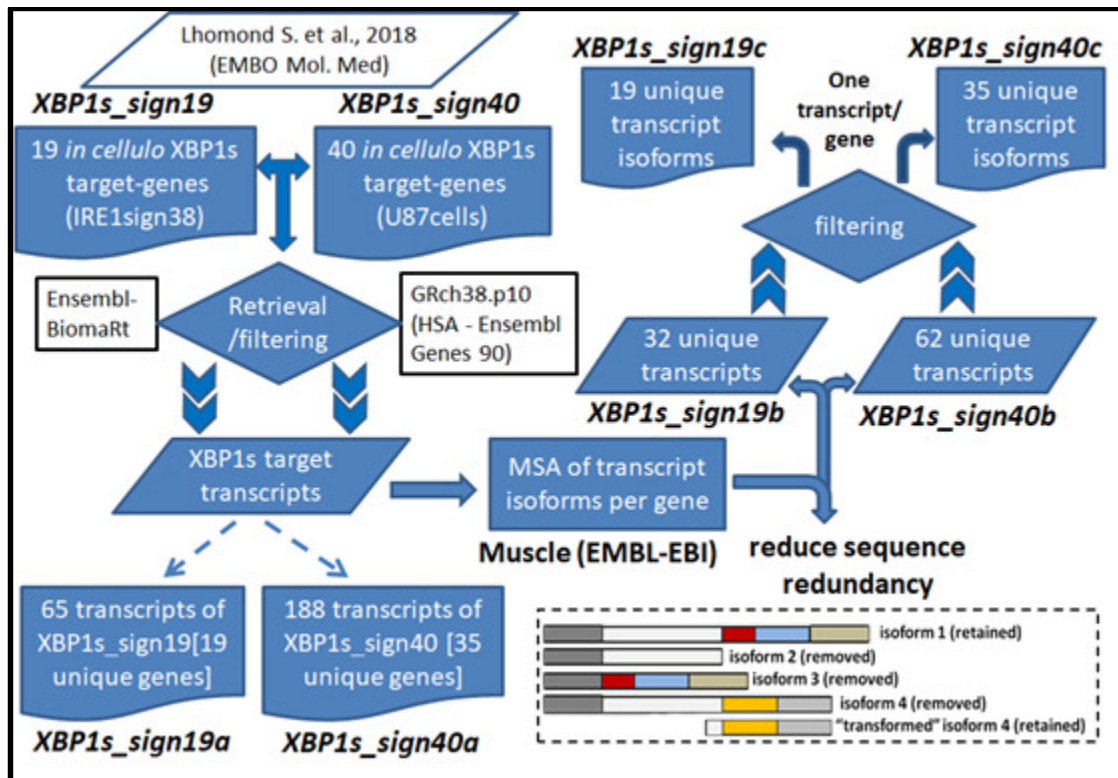 Lhomond S. et al., 2018
(EMBO Mol. Med)
XBP1s_sign19
XBP1s_sign40
19 in cellulo XBP1s
target-genes
(IRE1sign38)
40 in cellulo XBP1s
target-genes
(U87cells)
Ensembl-
BiomaRt
Retrieval
/filtering
GRch38.p10
(HSA - Ensembl
Genes 90)
XBP1s target
transcripts
65 transcripts of
XBP1s_sign19[19
unique genes]
XBP1s_sign19a
188 transcripts of
XBP1s_sign40 [35
unique genes]
XBP1s_sign40a
MSA of transcript
isoforms per gene
Muscle (EMBL-EBI)
XBP1s_sign19c
19 unique
transcript
isoforms
One
transcript/
gene
XBP1s_sign40c
35 unique
transcript
isoforms
filtering
32 unique
transcripts
XBP1s_sign19b
62 unique
transcripts
XBP1s_sign40b
reduce sequence
redundancy
isoform 1 (retained)
isoform 2 (removed)
isoform 3 (removed)
isoform 4 (removed)
"transformed" isoform 4 (retained)